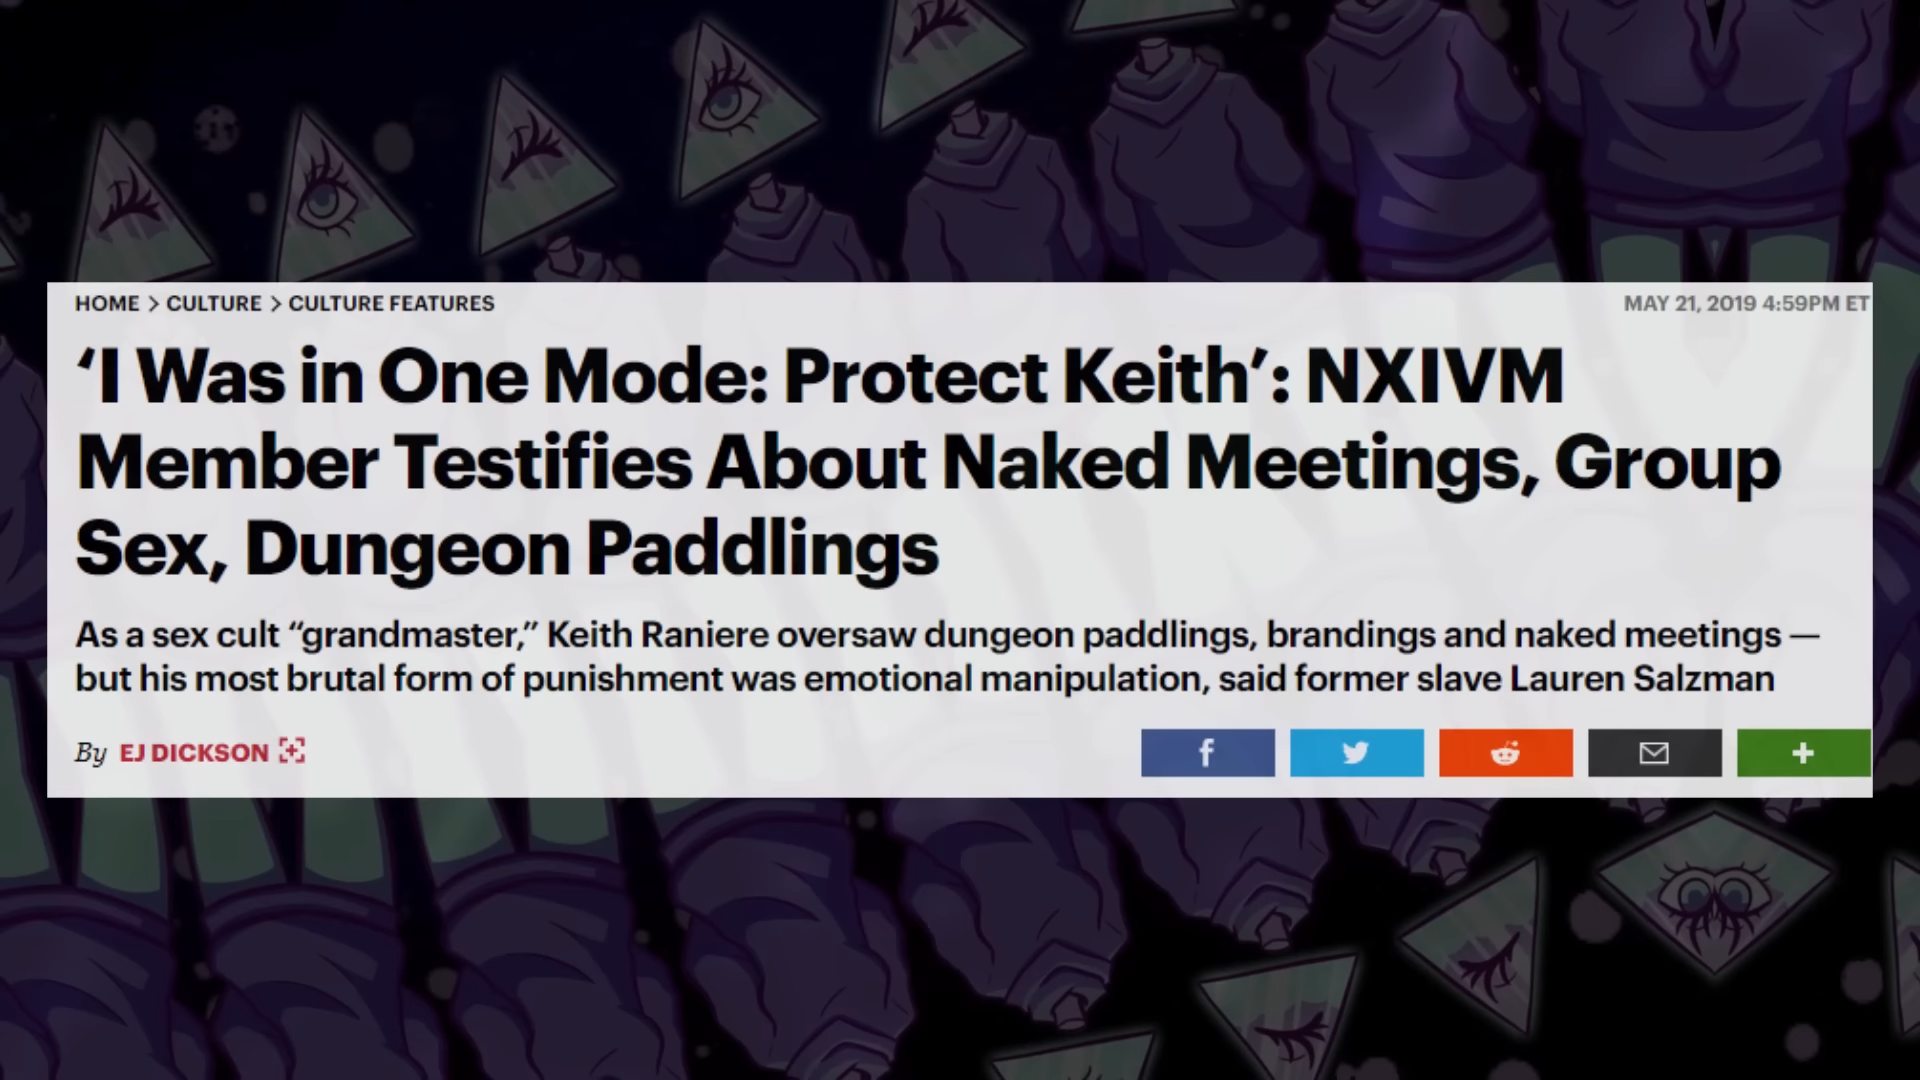 HOME > CULTURE > CULTURE FEATURES
MAY 21, 2019 4:59PM ET
‘I Was in One Mode: Protect Keith’: NXIVM
Member Testifies About Naked Meetings, Group
Sex, Dungeon Paddlings
As a sex cult “grandmaster,” Keith Raniere oversaw dungeon paddlings, brandings and naked meetings —
but his most brutal form of punishment was emotional manipulation, said former slave Lauren Salzman
By EJ DICKSON